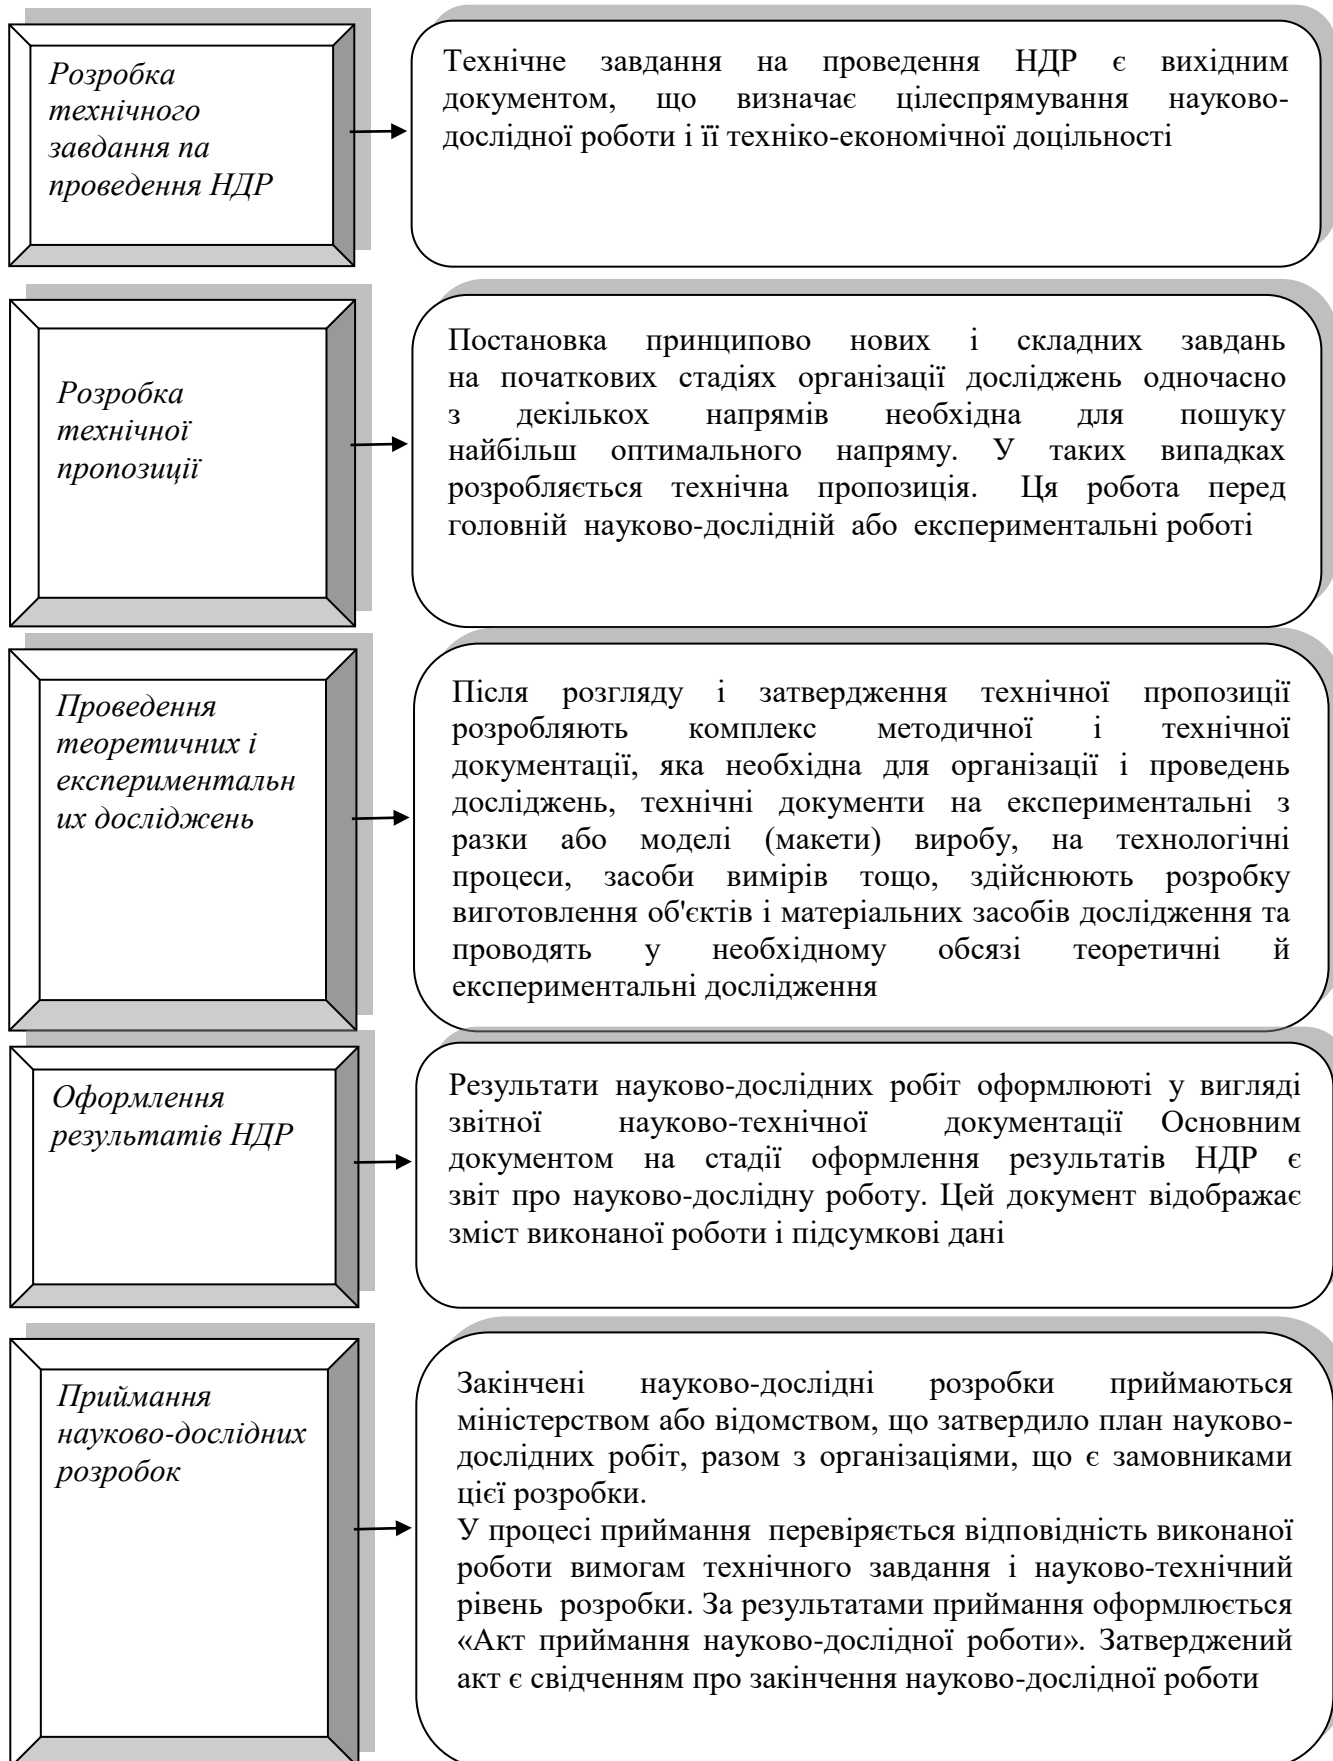 Розробка
технічного
завдання па
проведення НДР
Технічне завдання на проведення НДР є вихідним
документом, що визначає цілеспрямування науково-
дослідної роботи і її техніко-економічної доцільності
Розробка
технічної
пропозиції
Постановка принципово нових і складних завдань
на початкових стадіях організації досліджень одночасно
з декількох напрямів необхідна для пошуку
найбільш оптимального напряму. У таких випадках
розробляється технічна пропозиція. Ця робота перед
головній науково-дослідній або експериментальні роботі
Проведення
теоретичних і
експериментальн
их досліджень
Після розгляду і затвердження технічної пропозиції
розробляють комплекс методичної і технічної
документації, яка необхідна для організації і проведень
досліджень, технічні документи на експериментальні з
разки або моделі (макети) виробу, на технологічні
процеси, засоби вимірів тощо, здійснюють розробку
виготовлення об'єктів і матеріальних засобів дослідження та
проводять у необхідному обсязі теоретичні й
експериментальні дослідження
Оформлення
результатів НДР
Результати науково-дослідних робіт оформлююті у вигляді
звітної науково-технічної документації Основним
документом на стадії оформлення результатів НДР є
звіт про науково-дослідну роботу. Цей документ відображає
зміст виконаної роботи і підсумкові дані
Приймання
науково-дослідних
розробок
Закінчені науково-дослідні розробки приймаються
міністерством або відомством, що затвердило план науково-
дослідних робіт, разом з організаціями, що є замовниками
цієї розробки.
У процесі приймання перевіряється відповідність виконаної
роботи вимогам технічного завдання і науково-технічний
рівень розробки. За результатами приймання оформлюється
«Акт приймання науково-дослідної роботи». Затверджений
акт є свідченням про закінчення науково-дослідної роботи